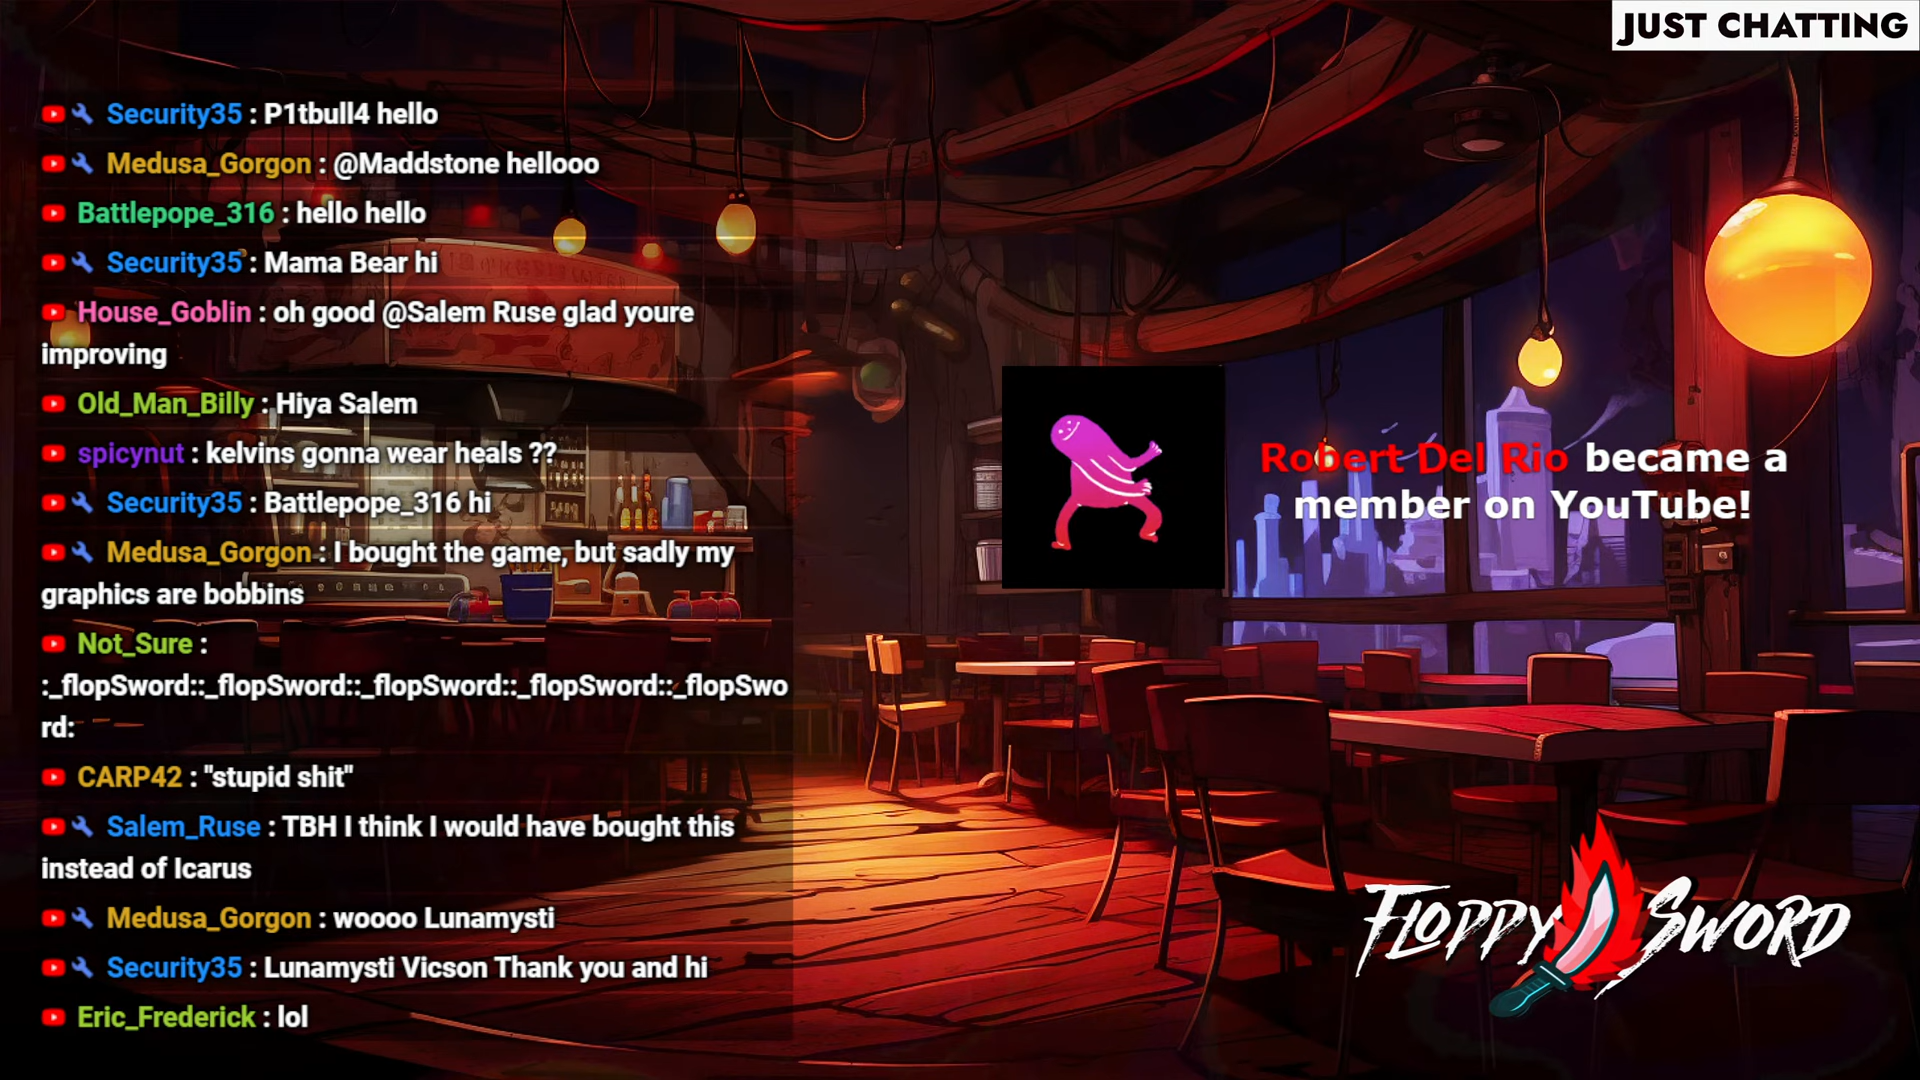 JUST CHATTING
Security35 : P1tbull4 hello
Medusa_Gorgon : @Maddstone hellooo
Battlepope_316 : hello hello
Security35 : Mama Bear hi
House_Goblin : oh good @Salem Ruse glad youre
improving
Old_Man_Billy : Hiya Salem
spicynut : kelvins gonna wear heals ??
Security35 : Battlepope_316 hi
Medusa_Gorgon : I bought the game, but sadly my
graphics are bobbins
Not_Sure :
:_flopSword::_flopSword::_flopSword::_flopSword::_flopSwo
rd:
CARP42 : "stupid shit"
Salem_Ruse : TBH I think I would have bought this
instead of Icarus
Medusa_Gorgon : woooo Lunamysti
Security35 : Lunamysti Vicson Thank you and hi
Eric_Frederick : lol
Robert Del Rio became a
member on YouTube!
FLOPPY SWORD